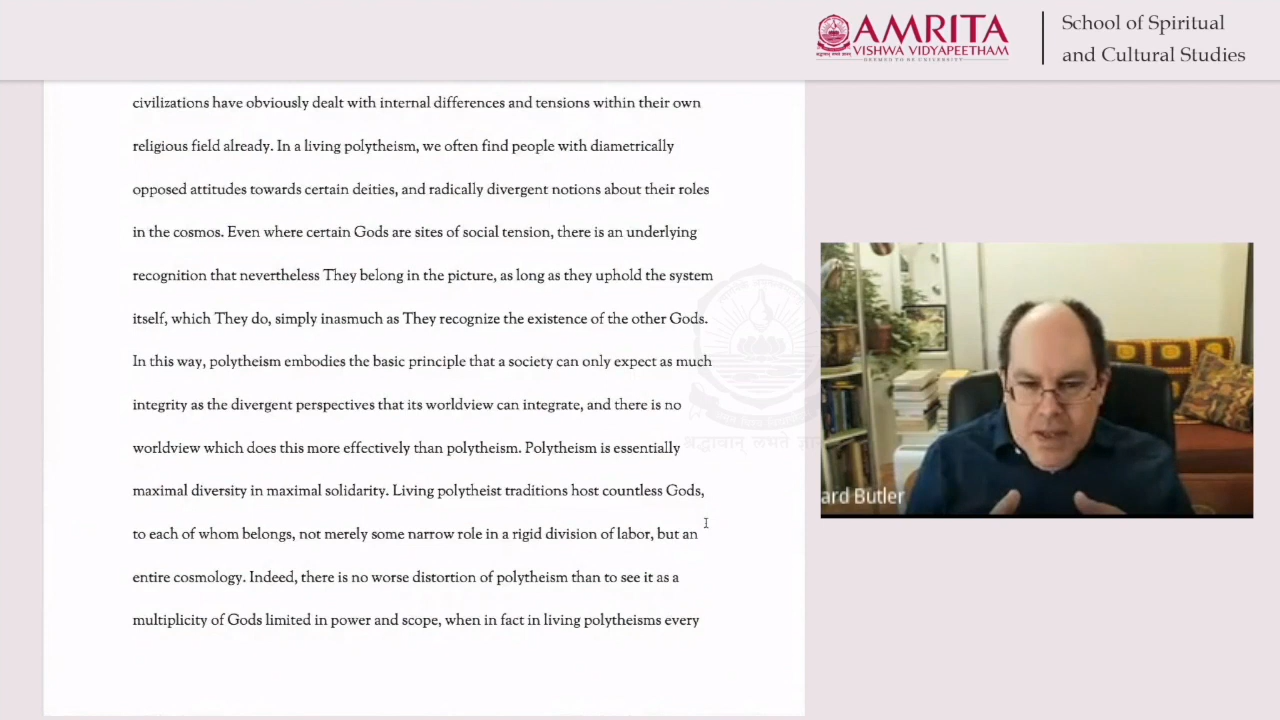 AMRITA
VISHWA VIDYAPEETHAM
DEEMED TO BE UNIVERSITY
School of Spiritual
and Cultural Studies
civilizations have obviously dealt with internal differences and tensions within their own
religious field already. In a living polytheism, we often find people with diametrically
opposed attitudes towards certain deities, and radically divergent notions about their roles
in the cosmos. Even where certain Gods are sites of social tension, there is an underlying
recognition that nevertheless They belong in the picture, as long as they uphold the system
itself, which They do, simply inasmuch as They recognize the existence of the other Gods.
In this way, polytheism embodies the basic principle that a society can only expect as much
integrity as the divergent perspectives that its worldview can integrate, and there is no
worldview which does this more effectively than polytheism. Polytheism is essentially
maximal diversity in maximal solidarity. Living polytheist traditions host countless Gods,
to each of whom belongs, not merely some narrow role in a rigid division of labor, but an
entire cosmology. Indeed, there is no worse distortion of polytheism than to see it as a
multiplicity of Gods limited in power and scope, when in fact in living polytheisms every
श्रद्धावान् लभते
ard Butler